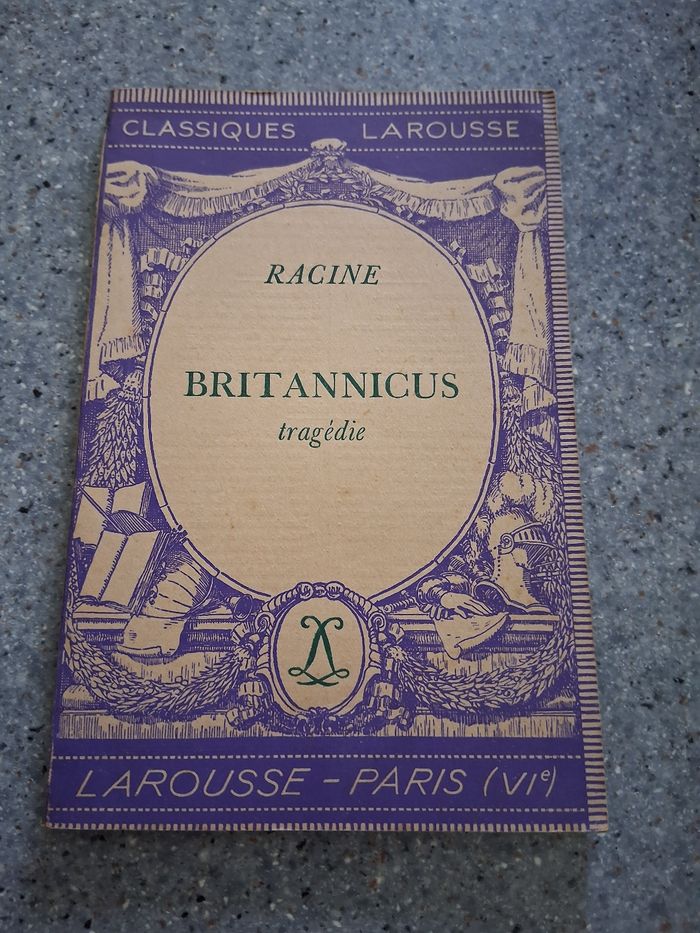 CLASSIQUES LAROUSSE
RACINE
BRITANNICUS
tragédie
LAROUSSE - PARIS (VIe)